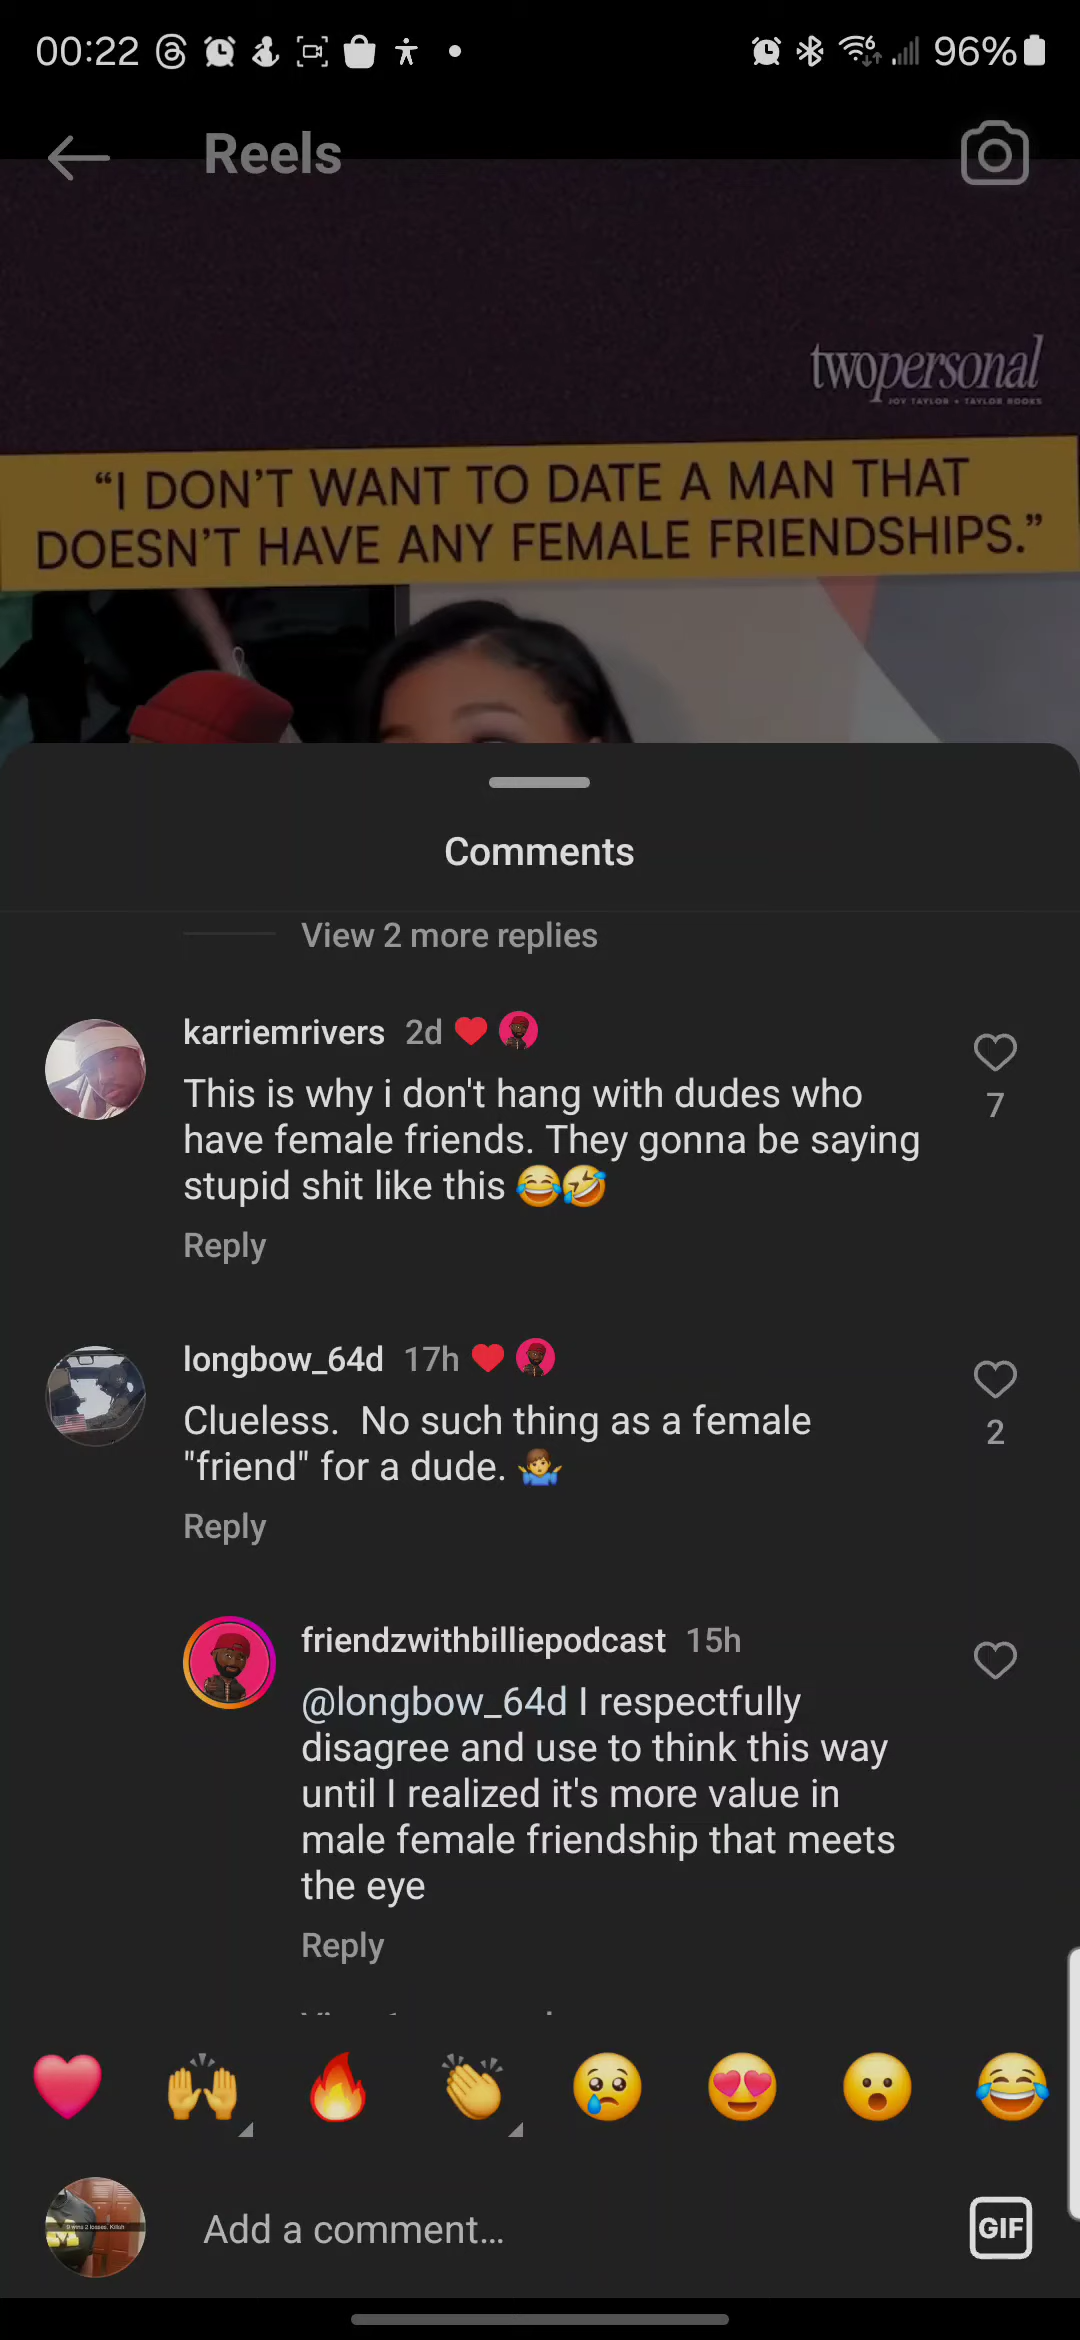 00:22
96%
Reels
twopersonal
JOY TAYLOR + TAYLOR ROOKS
“I DON’T WANT TO DATE A MAN THAT
DOESN’T HAVE ANY FEMALE FRIENDSHIPS.”
Comments
View 2 more replies
karriemrivers 2d
This is why i don't hang with dudes who
have female friends. They gonna be saying
stupid shit like this 😂🤣
7
Reply
longbow_64d 17h
Clueless.  No such thing as a female
"friend" for a dude. 🤷‍♂️
2
Reply
friendzwithbilliepodcast 15h
@longbow_64d I respectfully
disagree and use to think this way
until I realized it's more value in
male female friendship that meets
the eye
Reply
Add a comment...
GIF